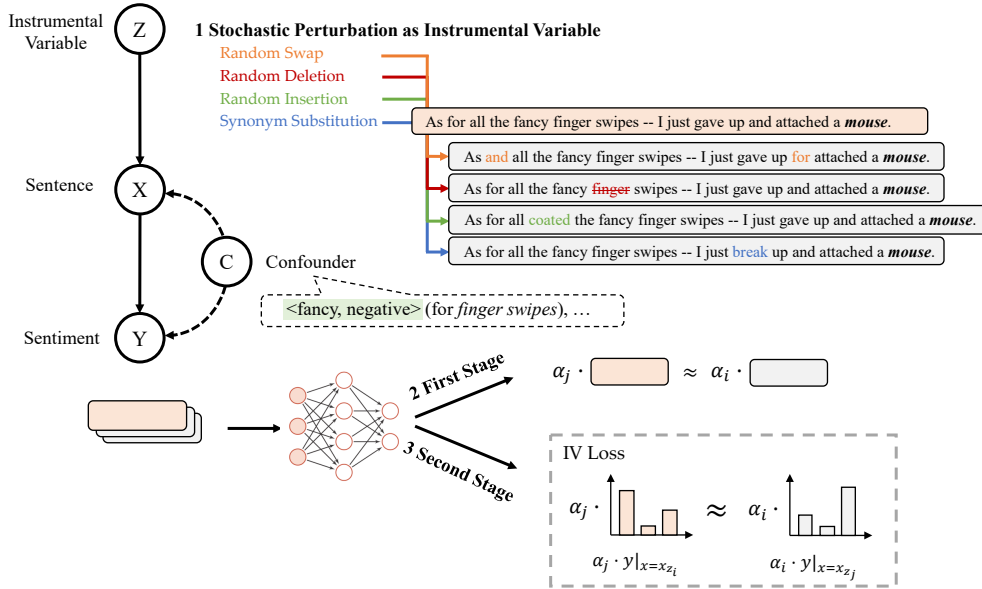 Instrumental
Variable
Z
1 Stochastic Perturbation as Instrumental Variable
Random Swap
Random Deletion
Random Insertion
Synonym Substitution
As for all the fancy finger swipes -- I just gave up and attached a mouse.
As and all the fancy finger swipes -- I just gave up for attached a mouse.
As for all the fancy finger swipes -- I just gave up and attached a mouse.
As for all coated the fancy finger swipes -- I just gave up and attached a mouse.
As for all the fancy finger swipes -- I just break up and attached a mouse.
Sentence
X
C
Confounder
<fancy, negative> (for finger swipes), …
Sentiment
Y
2 First Stage
α_j · ≈ α_i ·
3 Second Stage
IV Loss
α_j · ≈ α_i ·
α_j · y|_{x=x_{z_i}} α_i · y|_{x=x_{z_j}}